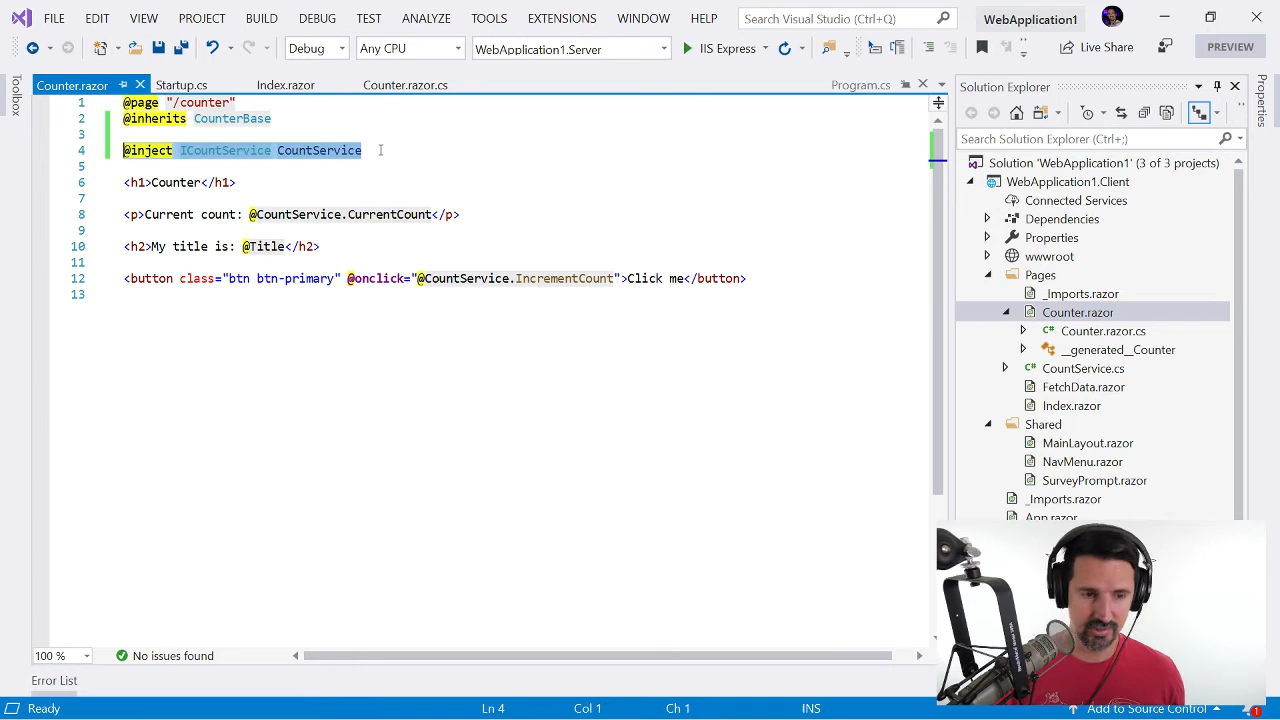 FILE EDIT VIEW PROJECT BUILD DEBUG TEST ANALYZE TOOLS EXTENSIONS WINDOW HELP Search Visual Studio (Ctrl+Q) WebApplication1
Debug Any CPU WebApplication1.Server IIS Express Live Share PREVIEW
Toolbox
Counter.razor Startup.cs Index.razor Counter.razor.cs Program.cs
1 @page "/counter"
2 @inherits CounterBase
3
4 @inject ICountService CountService
5
6 <h1>Counter</h1>
7
8 <p>Current count: @CountService.CurrentCount</p>
9
10 <h2>My title is: @Title</h2>
11
12 <button class="btn btn-primary" @onclick="@CountService.IncrementCount">Click me</button>
13
100 % No issues found
Solution Explorer
Search Solution Explorer (Ctrl+;)
Solution 'WebApplication1' (3 of 3 projects)
WebApplication1.Client
Connected Services
Dependencies
Properties
wwwroot
Pages
_Imports.razor
Counter.razor
C# Counter.razor.cs
__generated__Counter
C# CountService.cs
FetchData.razor
Index.razor
Shared
MainLayout.razor
NavMenu.razor
SurveyPrompt.razor
_Imports.razor
App.razor
Properties
Error List
Ready Ln 4 Col 1 Ch 1 INS Add to Source Control 1